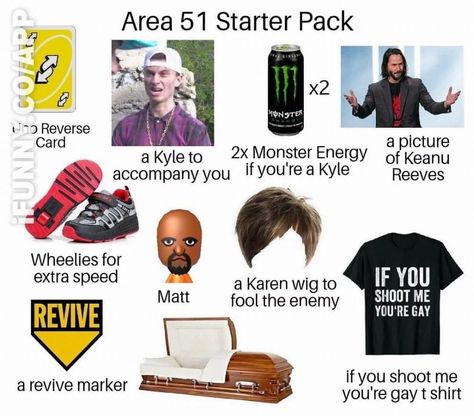 Area 51 Starter Pack
iFUNNY.CO/APP
Uno Reverse
Card
a Kyle to
accompany you
MONSTER
x2
2x Monster Energy
if you're a Kyle
a picture
of Keanu
Reeves
Wheelies for
extra speed
Matt
a Karen wig to
fool the enemy
IF YOU
SHOOT ME
YOU'RE GAY
if you shoot me
you're gay t shirt
REVIVE
a revive marker